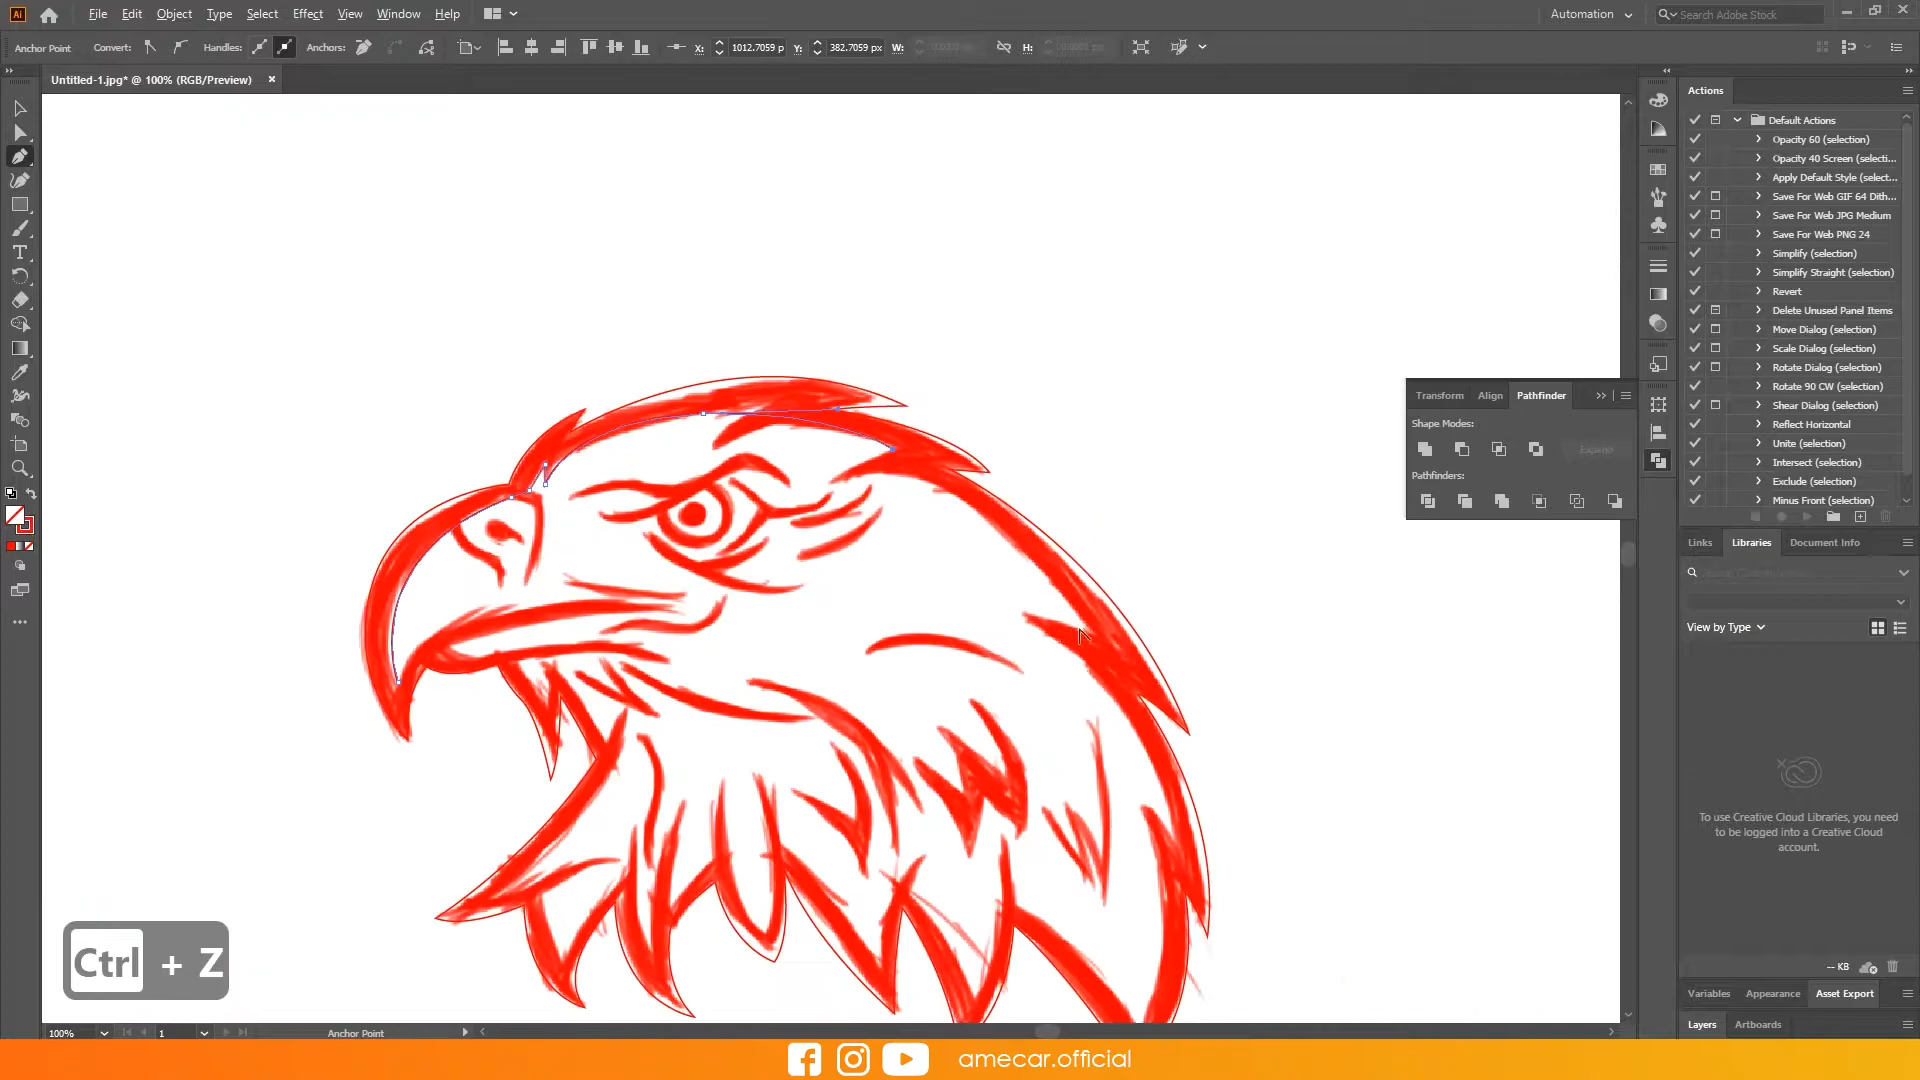 Ai File Edit Object Type Select Effect View Window Help Automation Search Adobe Stock
Anchor Point Convert: Handles: Anchors: X: 1012.7059 p Y: 382.7059 px W: H:
Untitled-1.jpg* @ 100% (RGB/Preview)
Actions
Default Actions
Opacity 60 (selection)
Opacity 40 Screen (selecti...
Apply Default Style (select...
Save For Web GIF 64 Dith...
Save For Web JPG Medium
Save For Web PNG 24
Simplify (selection)
Simplify Straight (selection)
Revert
Delete Unused Panel Items
Move Dialog (selection)
Scale Dialog (selection)
Rotate Dialog (selection)
Rotate 90 CW (selection)
Shear Dialog (selection)
Reflect Horizontal
Unite (selection)
Intersect (selection)
Exclude (selection)
Minus Front (selection)
Transform Align Pathfinder
Shape Modes:
Expand
Pathfinders:
Links Libraries Document Info
View by Type
To use Creative Cloud Libraries, you need
to be logged into a Creative Cloud
account.
-- KB
Variables Appearance Asset Export
Layers Artboards
Ctrl + Z
100% 1 Anchor Point
amecar.official